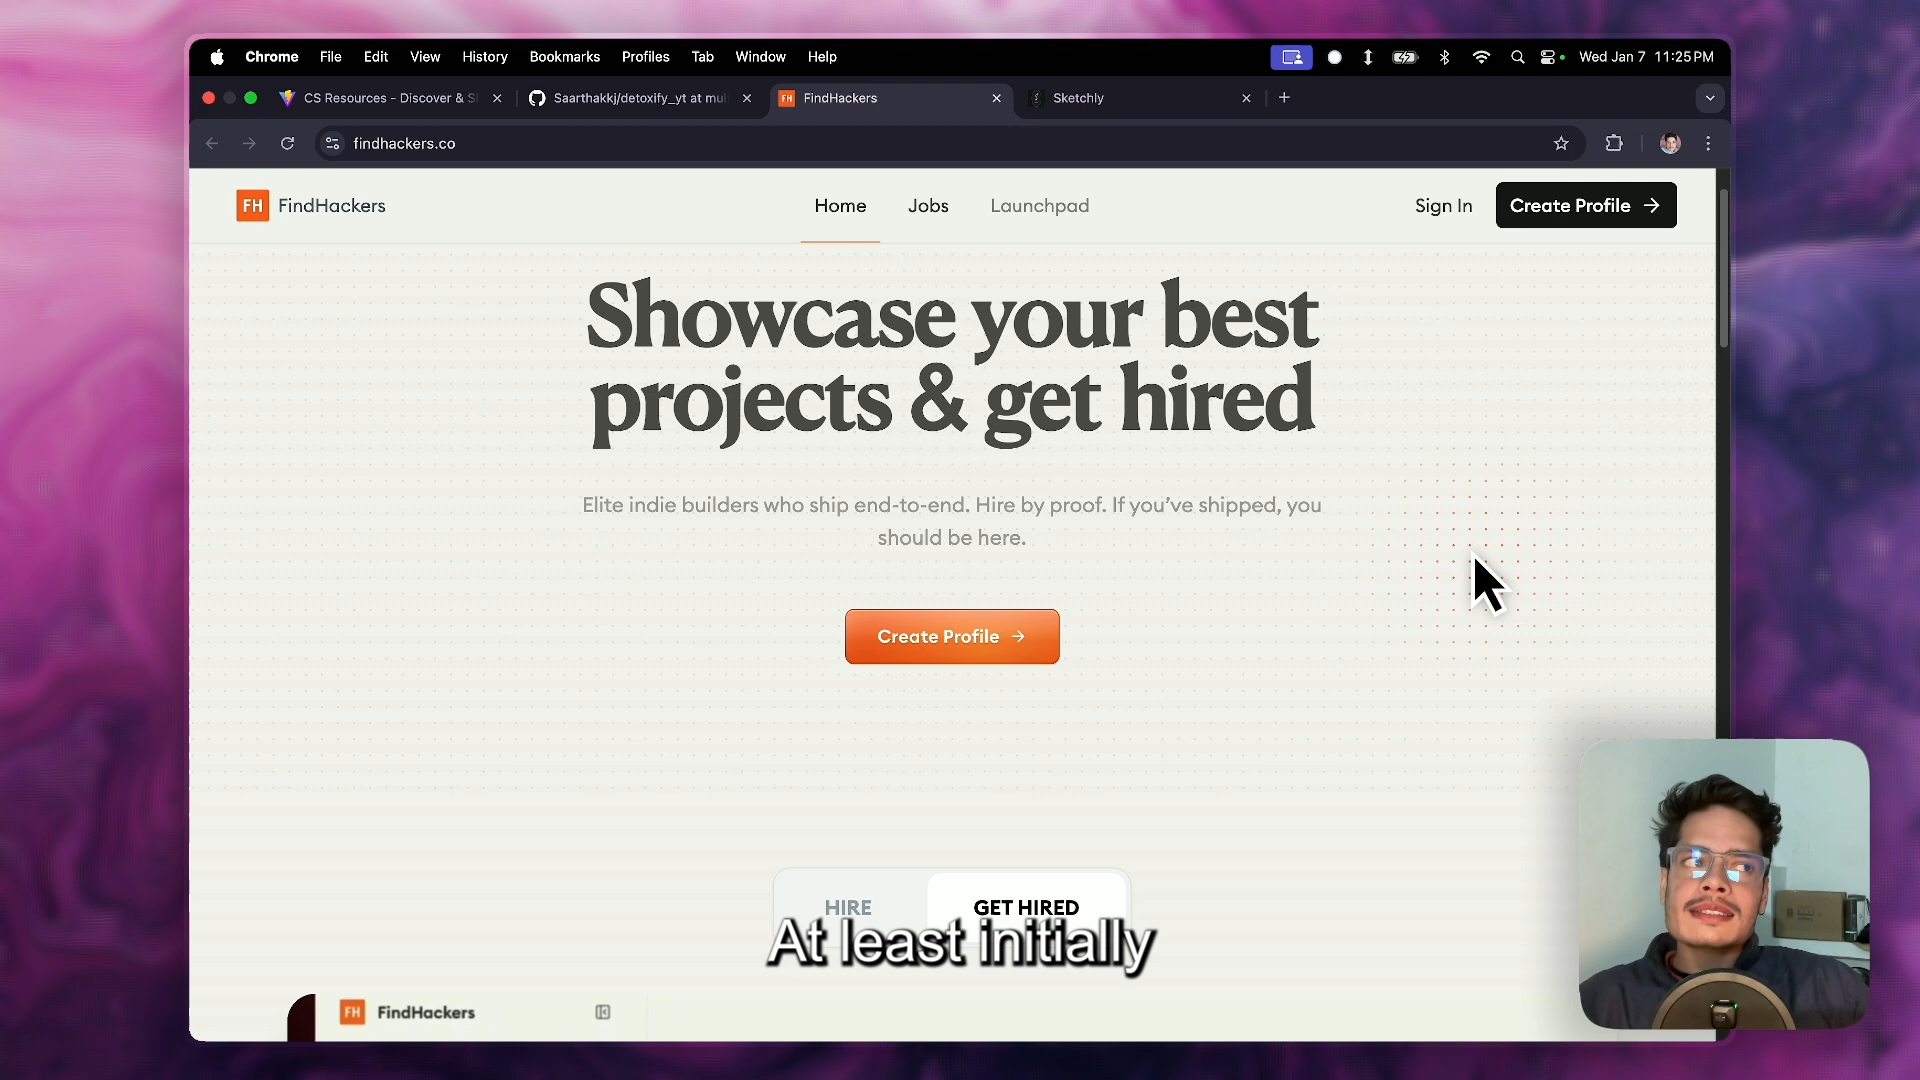 Chrome File Edit View History Bookmarks Profiles Tab Window Help Wed Jan 7 11:25 PM
CS Resources - Discover & S
Saarthakkj/detoxify_yt at mul
FindHackers
Sketchly
findhackers.co
FH FindHackers
Home Jobs Launchpad
Sign In Create Profile →
Showcase your best
projects & get hired
Elite indie builders who ship end-to-end. Hire by proof. If you've shipped, you
should be here.
Create Profile →
HIRE GET HIRED
At least initially
FH FindHackers